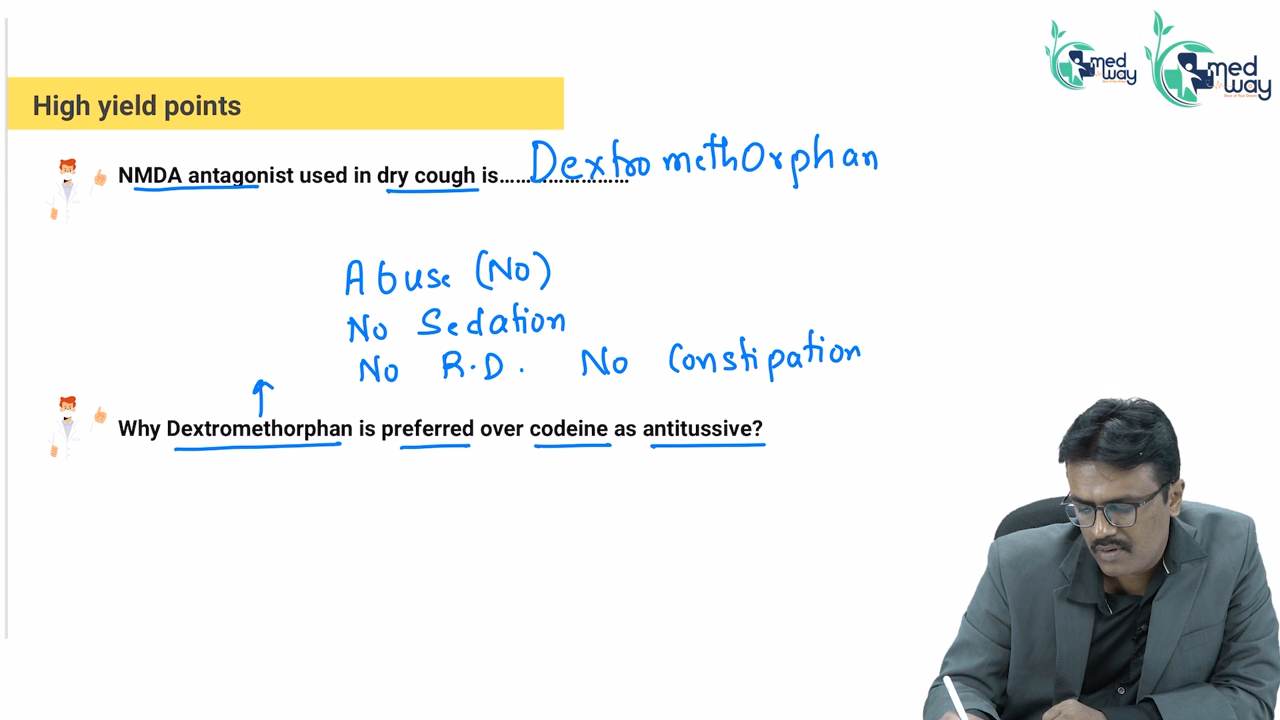 med
way
med
way
High yield points
NMDA antagonist used in dry cough is........................ Dextromethorphan
Abuse (No)
No Sedation
No R.D. No Constipation
Why Dextromethorphan is preferred over codeine as antitussive?